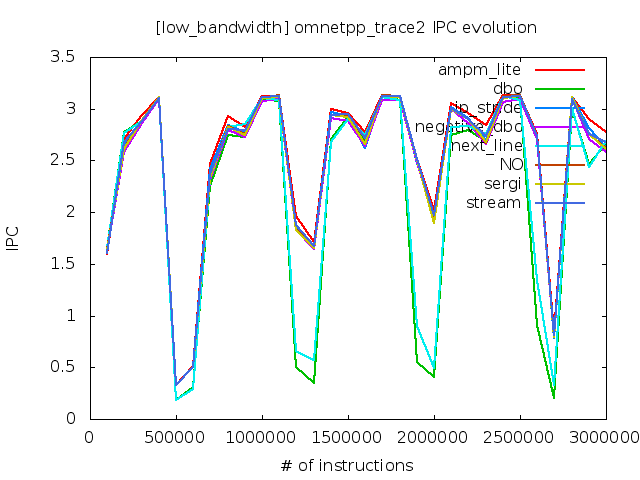 [low_bandwidth] omnetpp_trace2 IPC evolution
3.5
3
2.5
2
1.5
1
0.5
0
IPC
ampm_lite
dbo
ip_stride
negative_dbo
next_line
NO
sergi
stream
0 500000 1000000 1500000 2000000 2500000 3000000
# of instructions